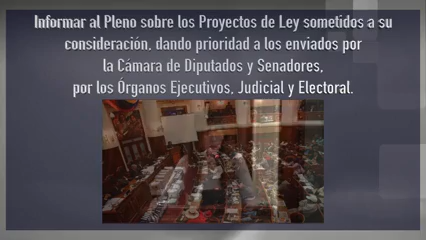 Informar al Pleno sobre los Proyectos de Ley sometidos a su
consideración, dando prioridad a los enviados por
la Cámara de Diputados y Senadores,
por los Órganos Ejecutivos, Judicial y Electoral.